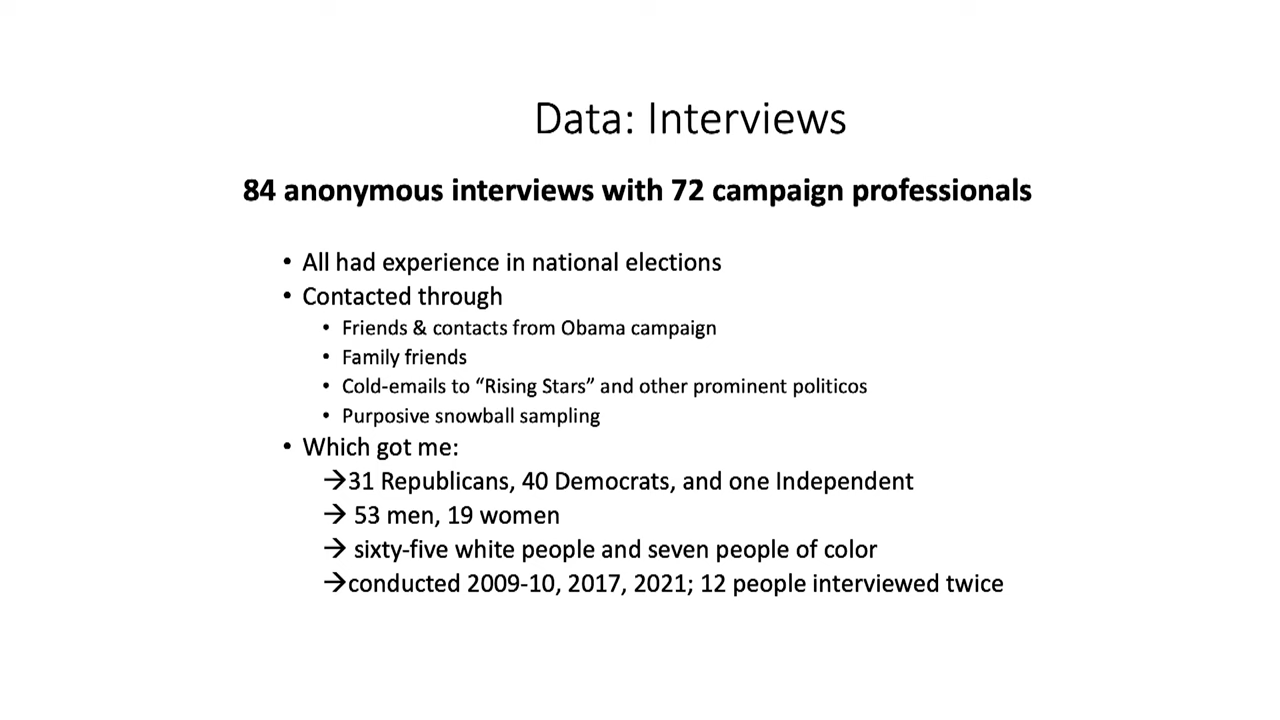 Data: Interviews
84 anonymous interviews with 72 campaign professionals
• All had experience in national elections
• Contacted through
• Friends & contacts from Obama campaign
• Family friends
• Cold-emails to “Rising Stars” and other prominent politicos
• Purposive snowball sampling
• Which got me:
→31 Republicans, 40 Democrats, and one Independent
→ 53 men, 19 women
→ sixty-five white people and seven people of color
→conducted 2009-10, 2017, 2021; 12 people interviewed twice